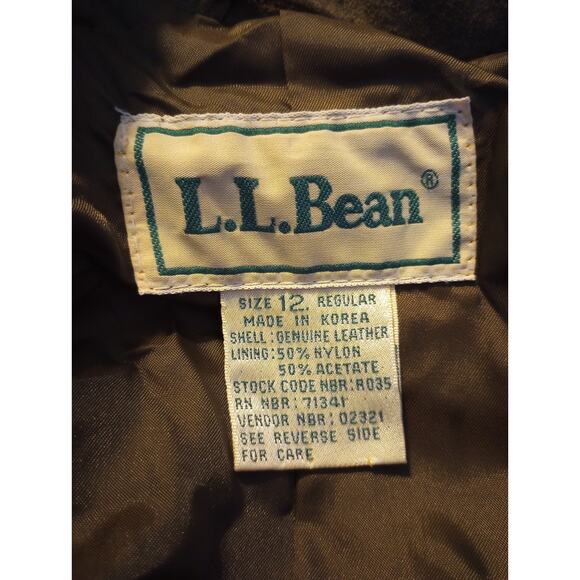 L.L.Bean®
SIZE 12. REGULAR
MADE IN KOREA
SHELL:GENUINE LEATHER
LINING:50% NYLON
50% ACETATE
STOCK CODE NBR:R035
RN NBR:71341
VENDOR NBR:02321
SEE REVERSE SIDE
FOR CARE